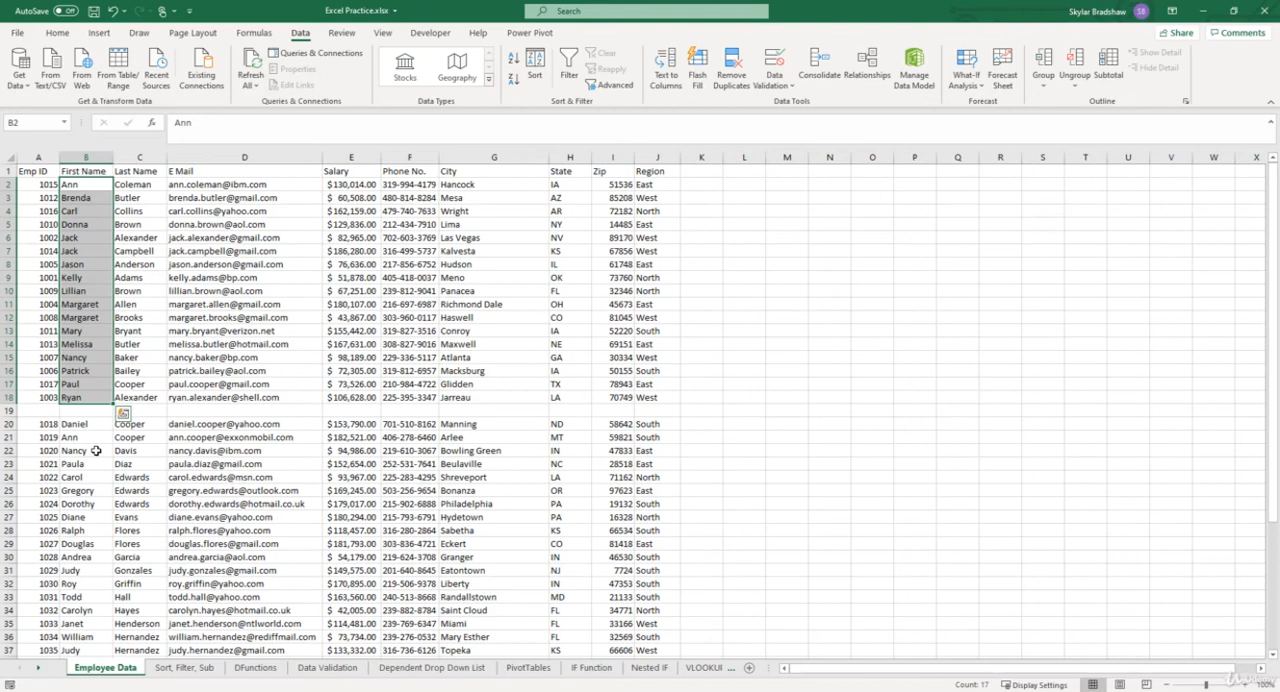 AutoSave Off Excel Practice.xlsx Search Skylar Bradshaw SB
File Home Insert Draw Page Layout Formulas Data Review View Developer Help Power Pivot Share Comments
Get Data From Text/CSV From Web From Table/Range Recent Sources Existing Connections Refresh All Queries & Connections Properties Edit Links Stocks Geography Sort Filter Clear Reapply Advanced Text to Columns Flash Fill Remove Duplicates Data Validation Consolidate Relationships Manage Data Model What-If Analysis Forecast Sheet Group Ungroup Subtotal Show Detail Hide Detail
Get & Transform Data Queries & Connections Data Types Sort & Filter Data Tools Forecast Outline
B2 fx Ann
A B C D E F G H I J K L M N O P Q R S T U V W X
1 Emp ID First Name Last Name E Mail Salary Phone No. City State Zip Region
2 1015 Ann Coleman ann.coleman@ibm.com $130,014.00 319-994-4179 Hancock IA 51536 East
3 1012 Brenda Butler brenda.butler@gmail.com $ 60,508.00 480-814-8284 Mesa AZ 85208 West
4 1016 Carl Collins carl.collins@yahoo.com $162,159.00 479-740-7633 Wright AR 72182 North
5 1010 Donna Brown donna.brown@aol.com $129,836.00 212-434-7910 Lima NY 14485 East
6 1002 Jack Alexander jack.alexander@gmail.com $ 82,965.00 702-603-3769 Las Vegas NV 89170 West
7 1014 Jack Campbell jack.campbell@gmail.com $186,280.00 316-499-5737 Kalvesta KS 67856 West
8 1005 Jason Anderson jason.anderson@gmail.com $ 76,636.00 217-856-6752 Hudson IL 61748 East
9 1001 Kelly Adams kelly.adams@bp.com $ 51,878.00 405-418-0037 Meno OK 73760 North
10 1009 Lillian Brown lillian.brown@aol.com $ 67,251.00 239-812-9041 Panacea FL 32346 North
11 1004 Margaret Allen margaret.allen@gmail.com $180,107.00 216-697-6987 Richmond Dale OH 45673 East
12 1008 Margaret Brooks margaret.brooks@gmail.com $ 43,867.00 303-960-0117 Haswell CO 81045 West
13 1011 Mary Bryant mary.bryant@verizon.net $155,442.00 319-827-3516 Conroy IA 52220 South
14 1013 Melissa Butler melissa.butler@hotmail.com $167,631.00 308-827-9016 Maxwell NE 69151 East
15 1007 Nancy Baker nancy.baker@bp.com $ 98,189.00 229-336-5117 Atlanta GA 30334 West
16 1006 Patrick Bailey patrick.bailey@aol.com $ 72,305.00 319-812-6957 Macksburg IA 50155 South
17 1017 Paul Cooper paul.cooper@gmail.com $ 73,526.00 210-984-4722 Glidden TX 78943 East
18 1003 Ryan Alexander ryan.alexander@shell.com $106,628.00 225-395-3347 Jarreau LA 70749 West
19
20 1018 Daniel Cooper daniel.cooper@yahoo.com $153,790.00 701-510-8162 Manning ND 58642 South
21 1019 Ann Cooper ann.cooper@exxonmobil.com $182,521.00 406-278-6460 Arlee MT 59821 South
22 1020 Nancy Davis nancy.davis@ibm.com $ 94,986.00 219-610-3067 Bowling Green IN 47833 East
23 1021 Paula Diaz paula.diaz@gmail.com $152,654.00 252-531-7641 Beulaville NC 28518 East
24 1022 Carol Edwards carol.edwards@msn.com $ 93,967.00 225-283-4295 Shreveport LA 71162 North
25 1023 Gregory Edwards gregory.edwards@outlook.com $169,245.00 503-256-9654 Bonanza OR 97623 East
26 1024 Dorothy Edwards dorothy.edwards@hotmail.co.uk $179,017.00 215-902-6888 Philadelphia PA 19132 South
27 1025 Diane Evans diane.evans@yahoo.com $180,294.00 215-793-6791 Hydetown PA 16328 North
28 1026 Ralph Flores ralph.flores@yahoo.com $118,457.00 316-280-2864 Sabetha KS 66534 South
29 1027 Douglas Flores douglas.flores@gmail.com $181,793.00 303-836-4721 Eckert CO 81418 East
30 1028 Andrea Garcia andrea.garcia@aol.com $ 54,179.00 219-624-3708 Granger IN 46530 South
31 1029 Judy Gonzales judy.gonzales@gmail.com $149,575.00 201-640-8645 Eatontown NJ 7724 South
32 1030 Roy Griffin roy.griffin@yahoo.com $170,895.00 219-506-9378 Liberty IN 47353 South
33 1031 Todd Hall todd.hall@yahoo.com $163,560.00 240-513-8668 Randallstown MD 21133 South
34 1032 Carolyn Hayes carolyn.hayes@hotmail.co.uk $ 42,005.00 239-882-8784 Saint Cloud FL 34771 North
35 1033 Janet Henderson janet.henderson@ntlworld.com $114,481.00 239-769-6347 Miami FL 33166 West
36 1034 William Hernandez william.hernandez@rediffmail.com $ 73,734.00 239-276-0532 Mary Esther FL 32569 South
37 1035 Judy Hernandez judy.hernandez@gmail.com $133,332.00 316-736-6126 Topeka KS 66606 West
Employee Data Sort, Filter, Sub DFunctions Data Validation Dependent Drop Down List PivotTables IF Function Nested IF VLOOKUP ...
Count: 17 Display Settings 100%